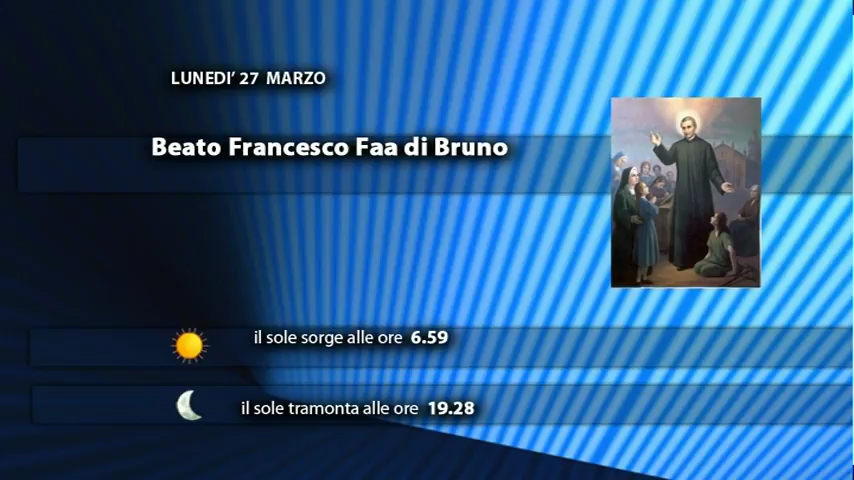 LUNEDI’ 27 MARZO
Beato Francesco Faa di Bruno
il sole sorge alle ore 6.59
il sole tramonta alle ore 19.28